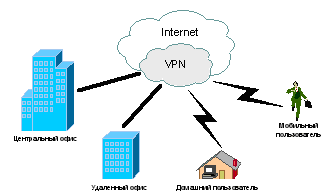 Internet
VPN
Центральный офис
Удаленный офис
Домашний пользователь
Мобильный
пользователь